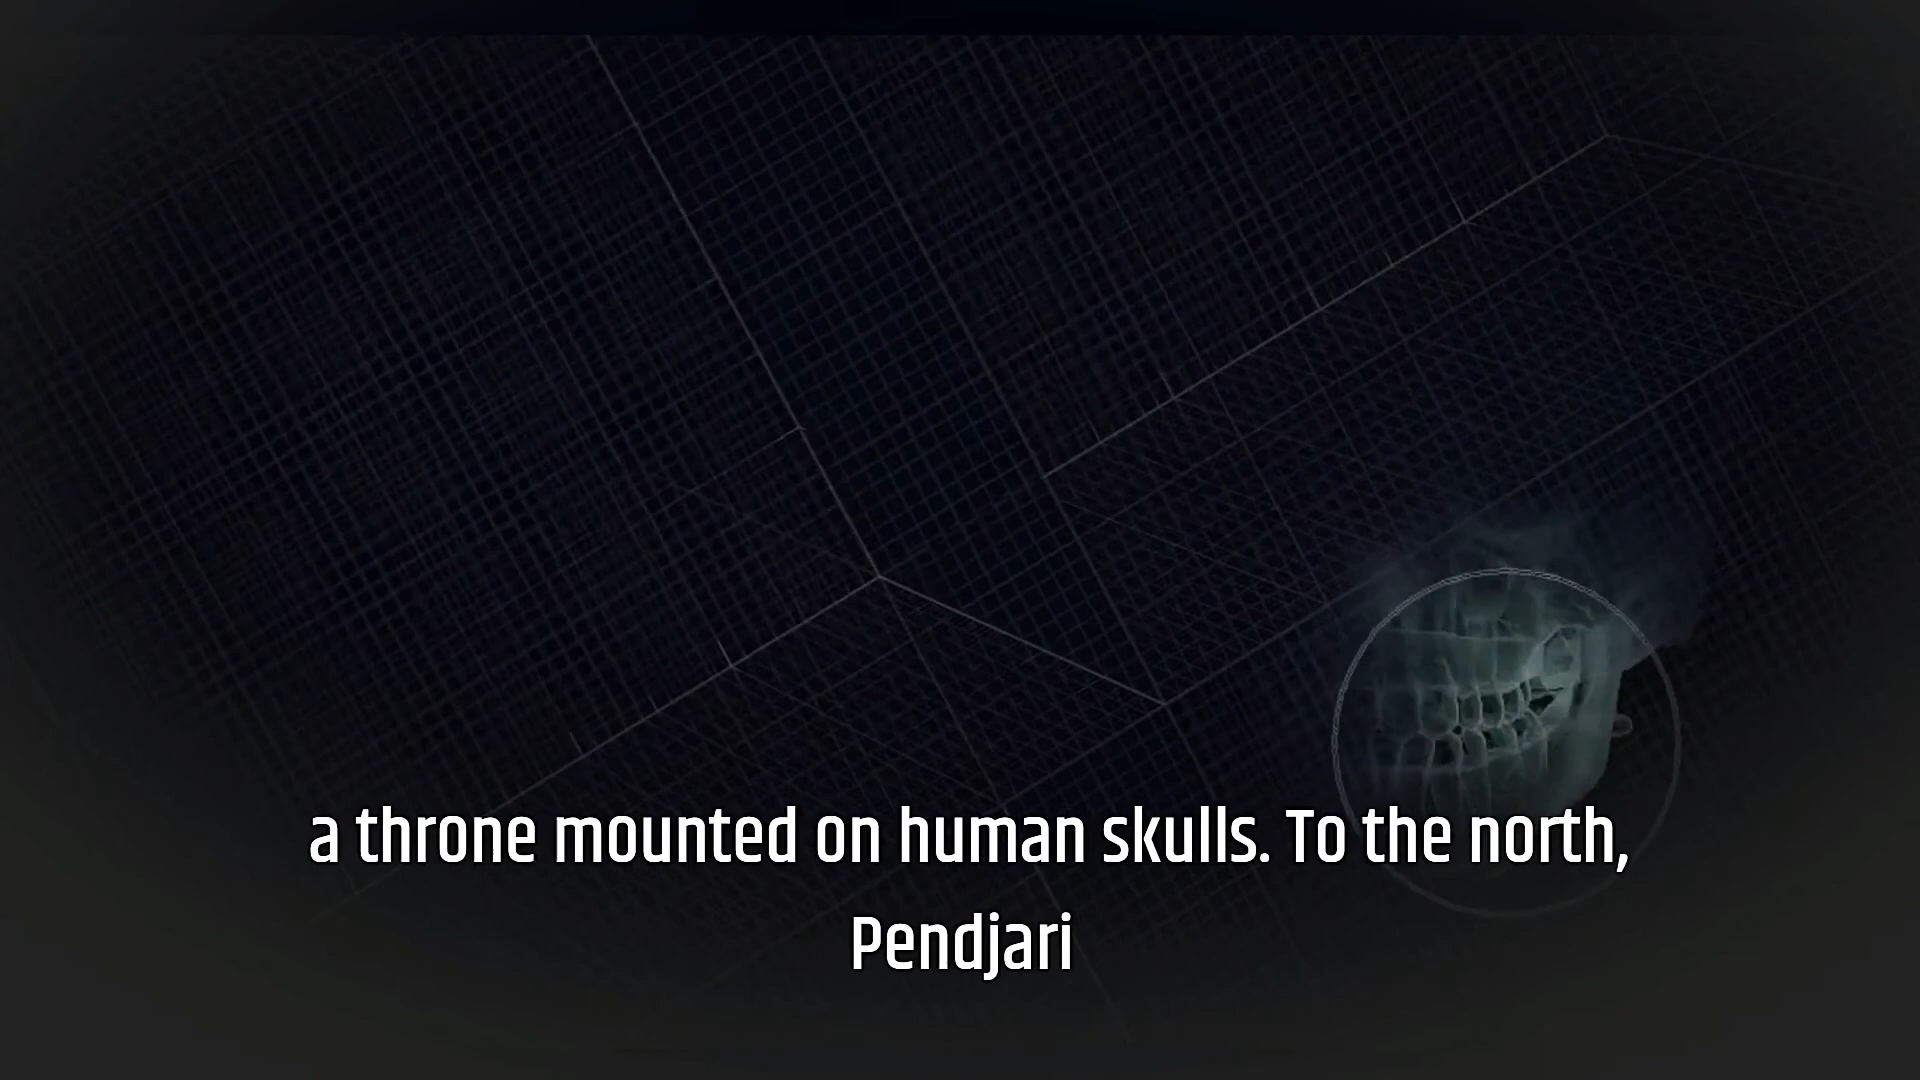 a throne mounted on human skulls. To the north,
Pendjari